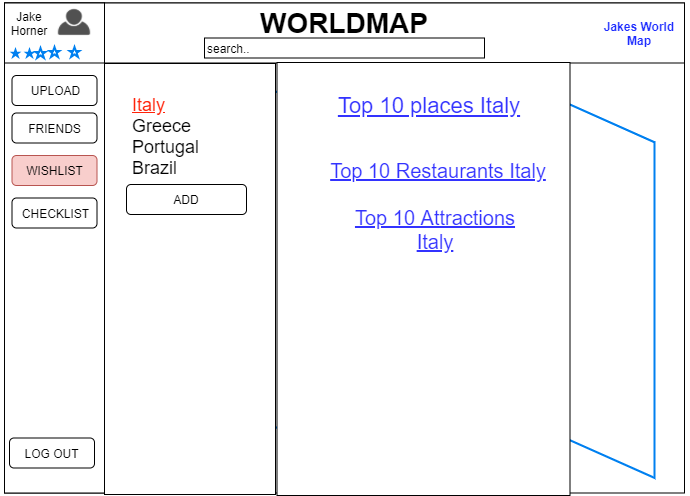 Jake
Horner
WORLDMAP
search..
Jakes World
Map
UPLOAD
FRIENDS
WISHLIST
CHECKLIST
LOG OUT
Italy
Greece
Portugal
Brazil
ADD
Top 10 places Italy
Top 10 Restaurants Italy
Top 10 Attractions
Italy